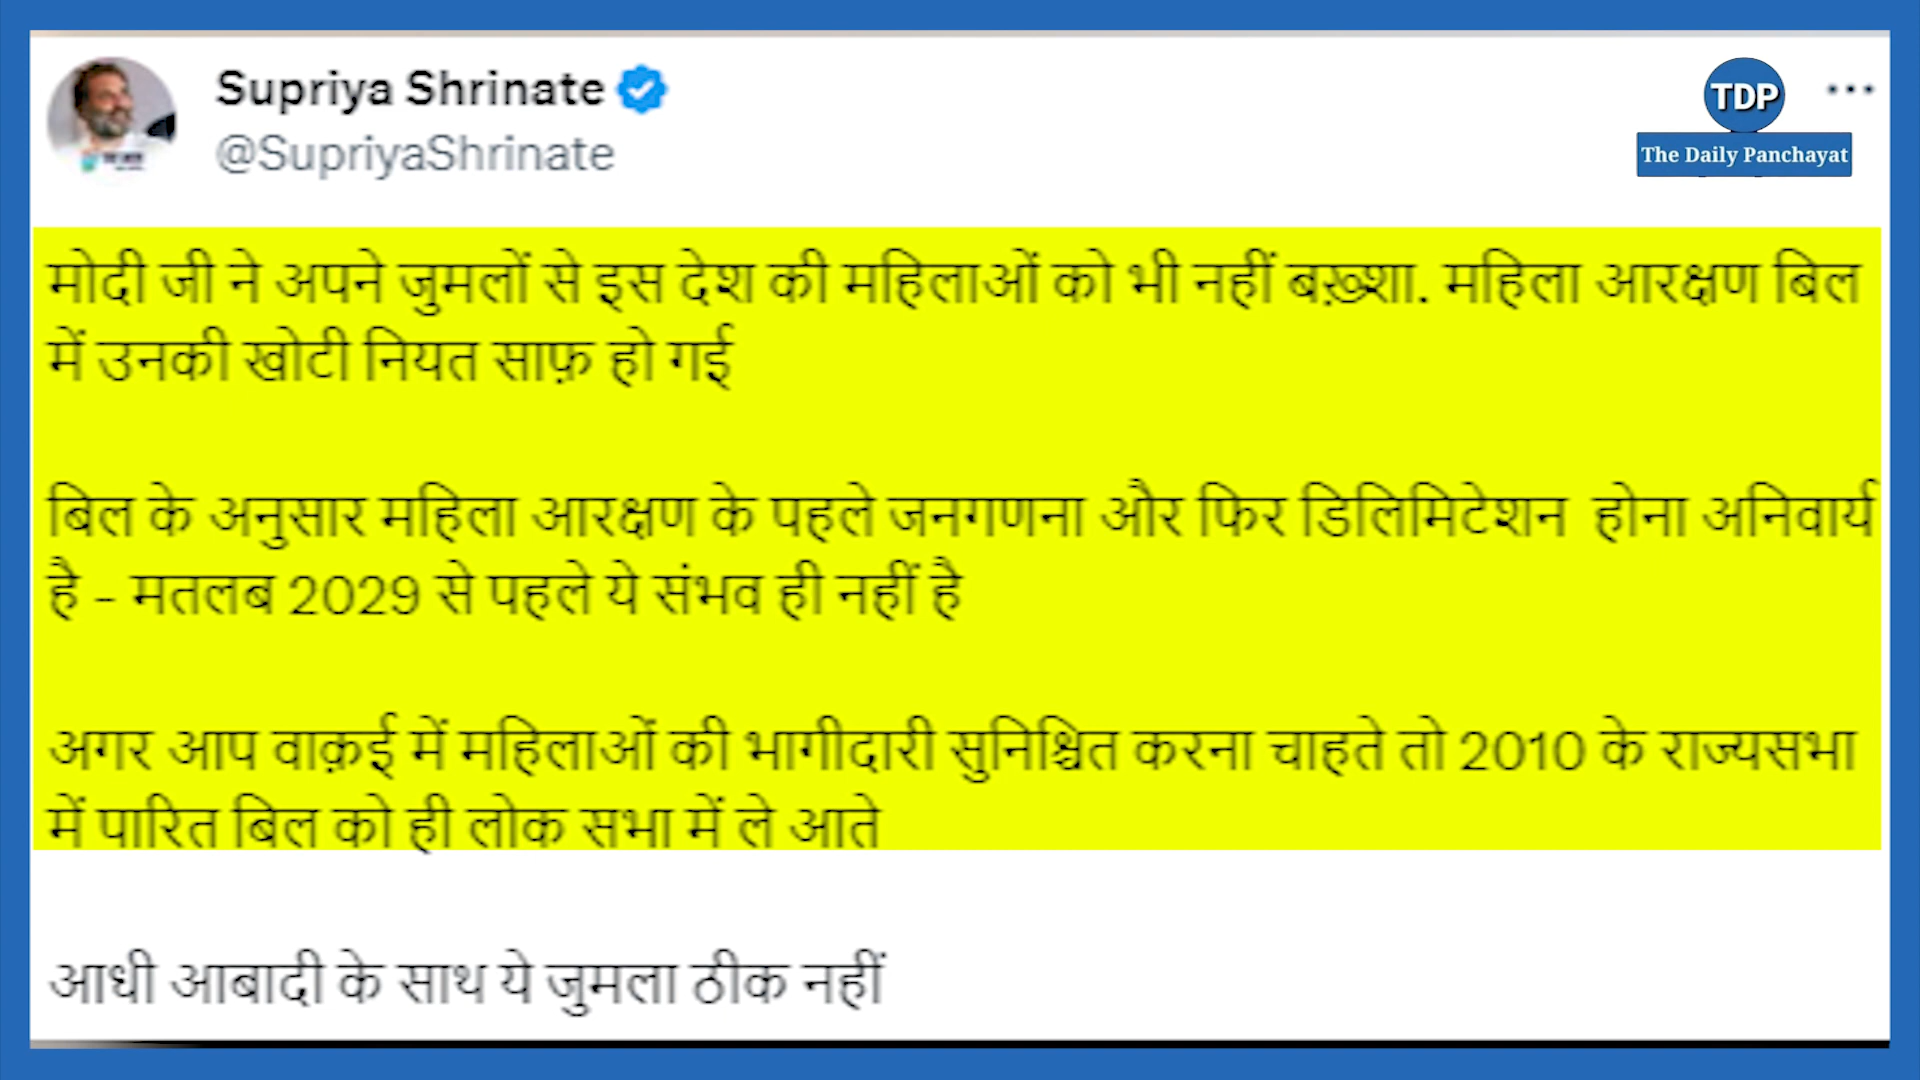 Supriya Shrinate
@SupriyaShrinate
TDP
The Daily Panchayat
मोदी जी ने अपने जुमलों से इस देश की महिलाओं को भी नहीं बख़्शा. महिला आरक्षण बिल
में उनकी खोटी नियत साफ़ हो गई
बिल के अनुसार महिला आरक्षण के पहले जनगणना और फिर डिलिमिटेशन होना अनिवार्य
है - मतलब 2029 से पहले ये संभव ही नहीं है
अगर आप वाक़ई में महिलाओं की भागीदारी सुनिश्चित करना चाहते तो 2010 के राज्यसभा
में पारित बिल को ही लोक सभा में ले आते
आधी आबादी के साथ ये जुमला ठीक नहीं